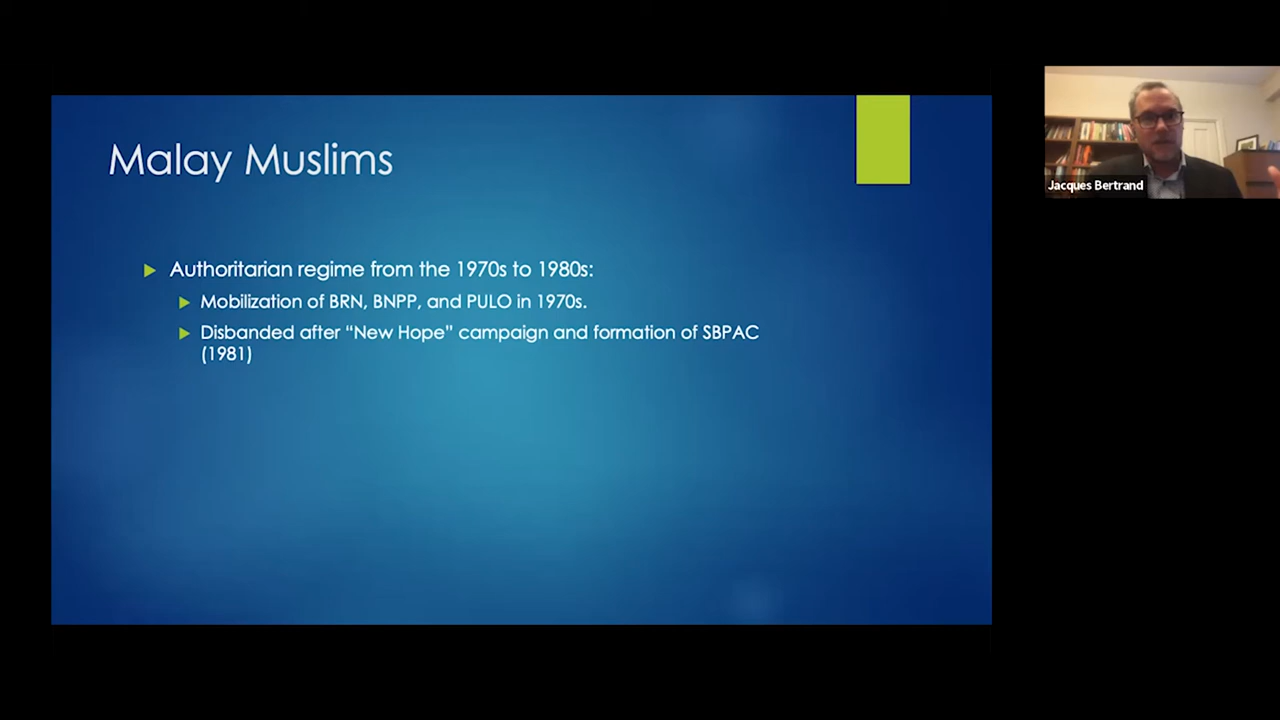 Malay Muslims
Authoritarian regime from the 1970s to 1980s:
Mobilization of BRN, BNPP, and PULO in 1970s.
Disbanded after “New Hope” campaign and formation of SBPAC
(1981)
Jacques Bertrand